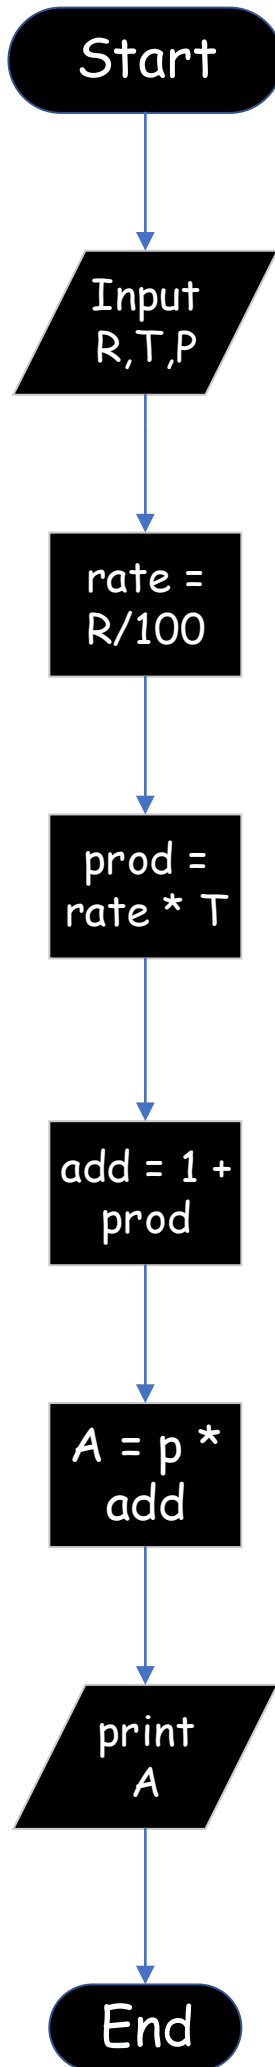 Start
Input
R,T,P
rate =
R/100
prod =
rate * T
add = 1 +
prod
A = p *
add
print
A
End